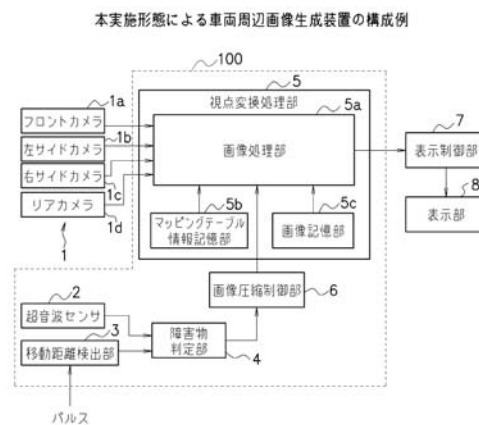 本実施形態による車両周辺画像生成装置の構成例
100
5
視点変換処理部
1a
フロントカメラ
1b
左サイドカメラ
右サイドカメラ
1c
リアカメラ
1d
1
5a
画像処理部
7
表示制御部
8
表示部
5b
マッピングテーブル
情報記憶部
5c
画像記憶部
画像圧縮制御部
6
2
超音波センサ
3
移動距離検出部
障害物
判定部
4
パルス